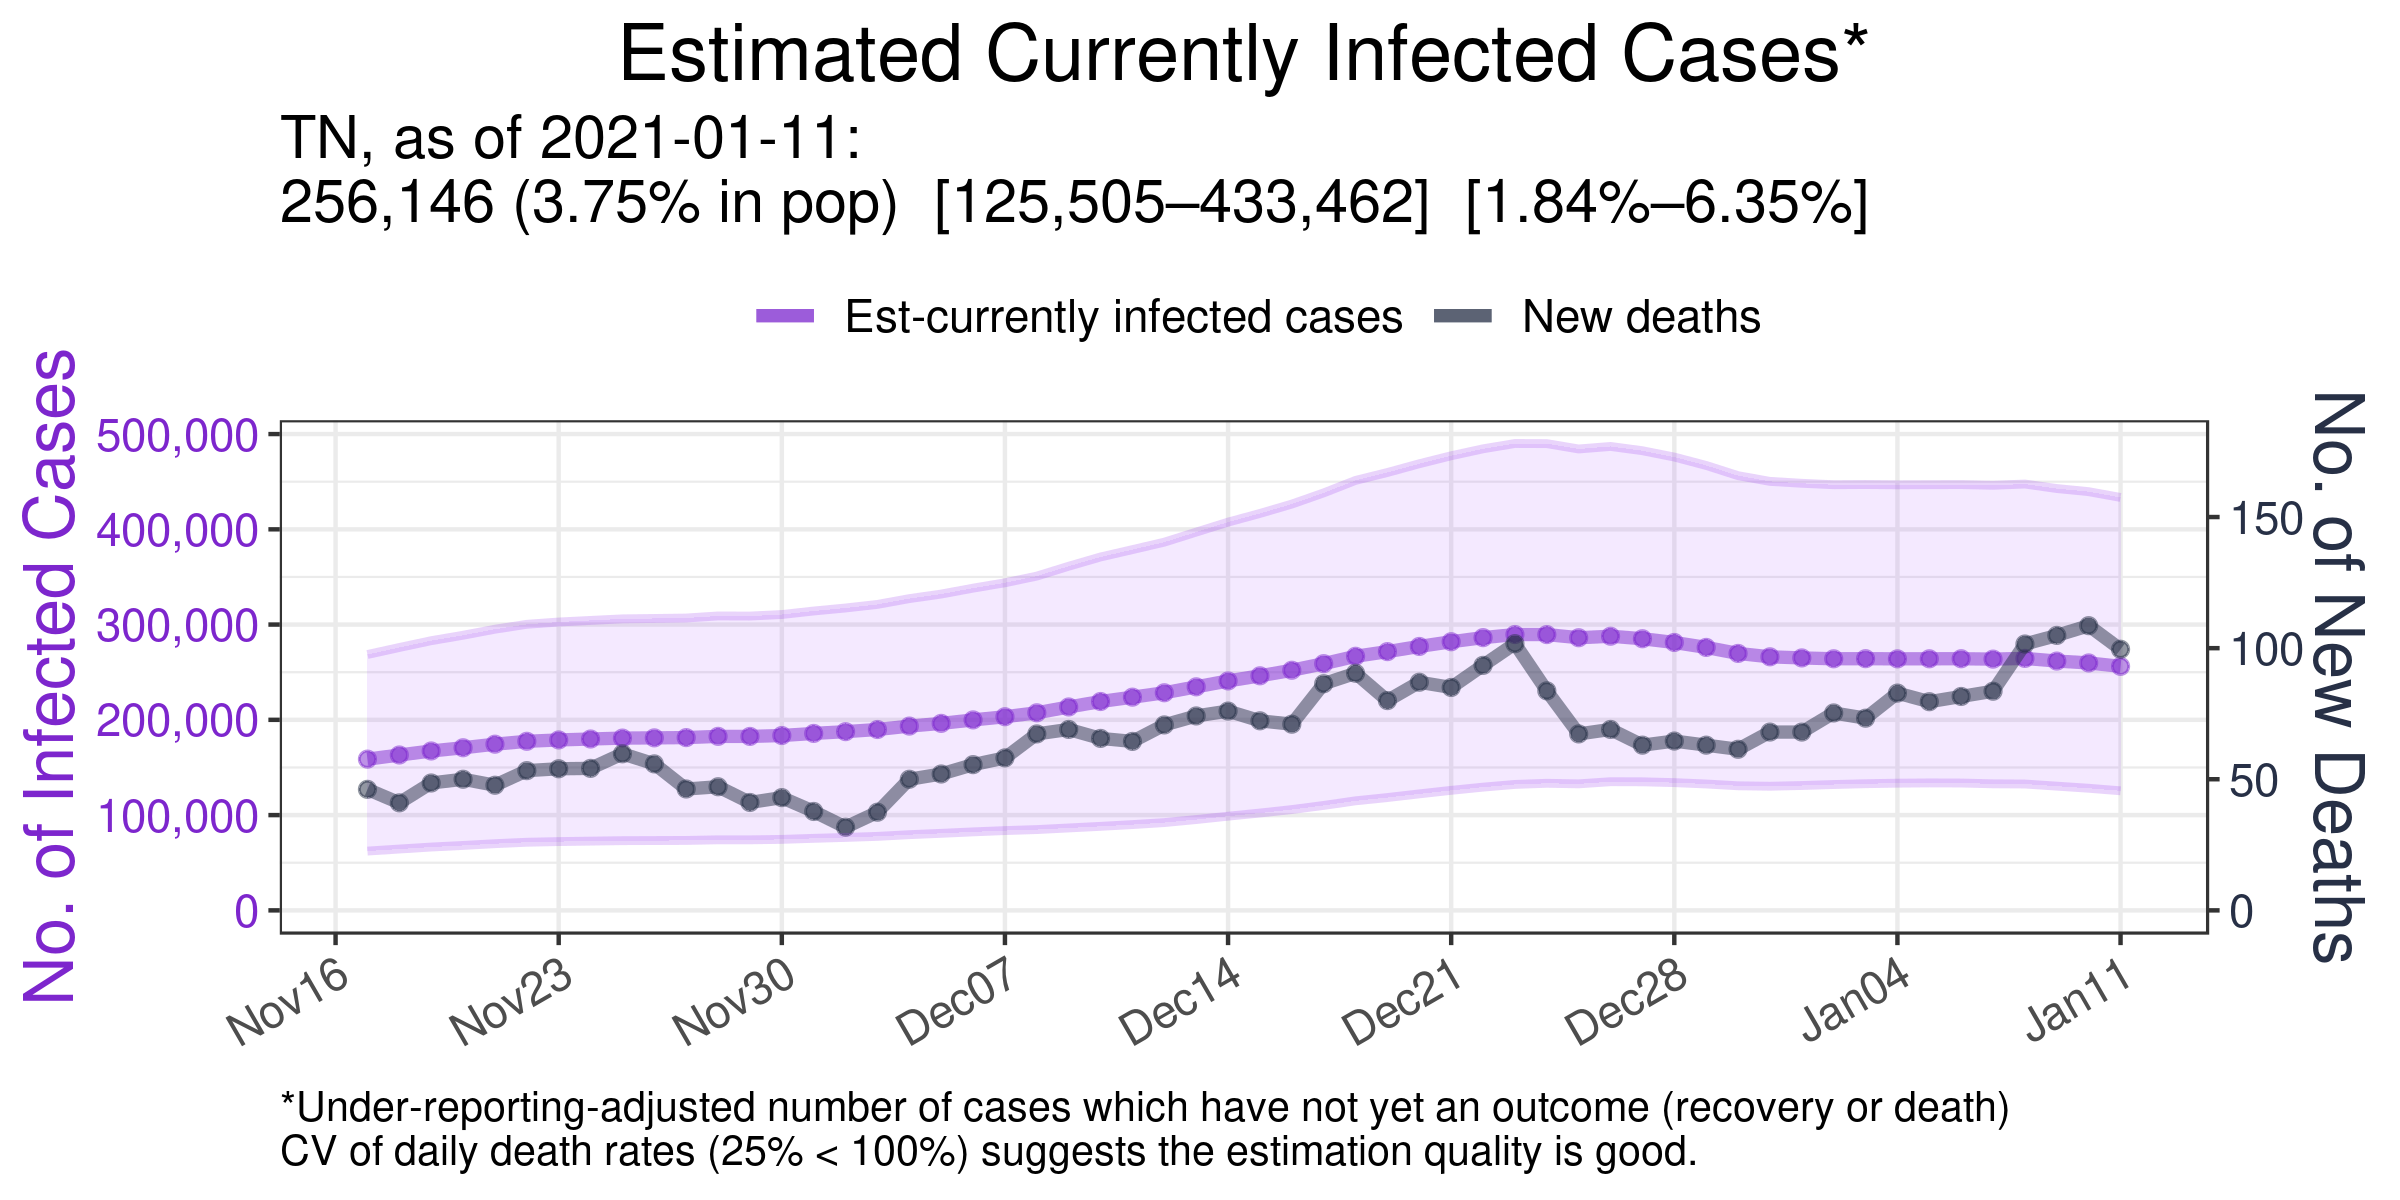 Estimated Currently Infected Cases*
TN, as of 2021-01-11:
256,146 (3.75% in pop)  [125,505–433,462]  [1.84%–6.35%]
Est-currently infected cases
New deaths
No. of Infected Cases
500,000
400,000
300,000
200,000
100,000
0
150
100
50
0
No. of New Deaths
Nov16
Nov23
Nov30
Dec07
Dec14
Dec21
Dec28
Jan04
Jan11
*Under-reporting-adjusted number of cases which have not yet an outcome (recovery or death)
CV of daily death rates (25% < 100%) suggests the estimation quality is good.